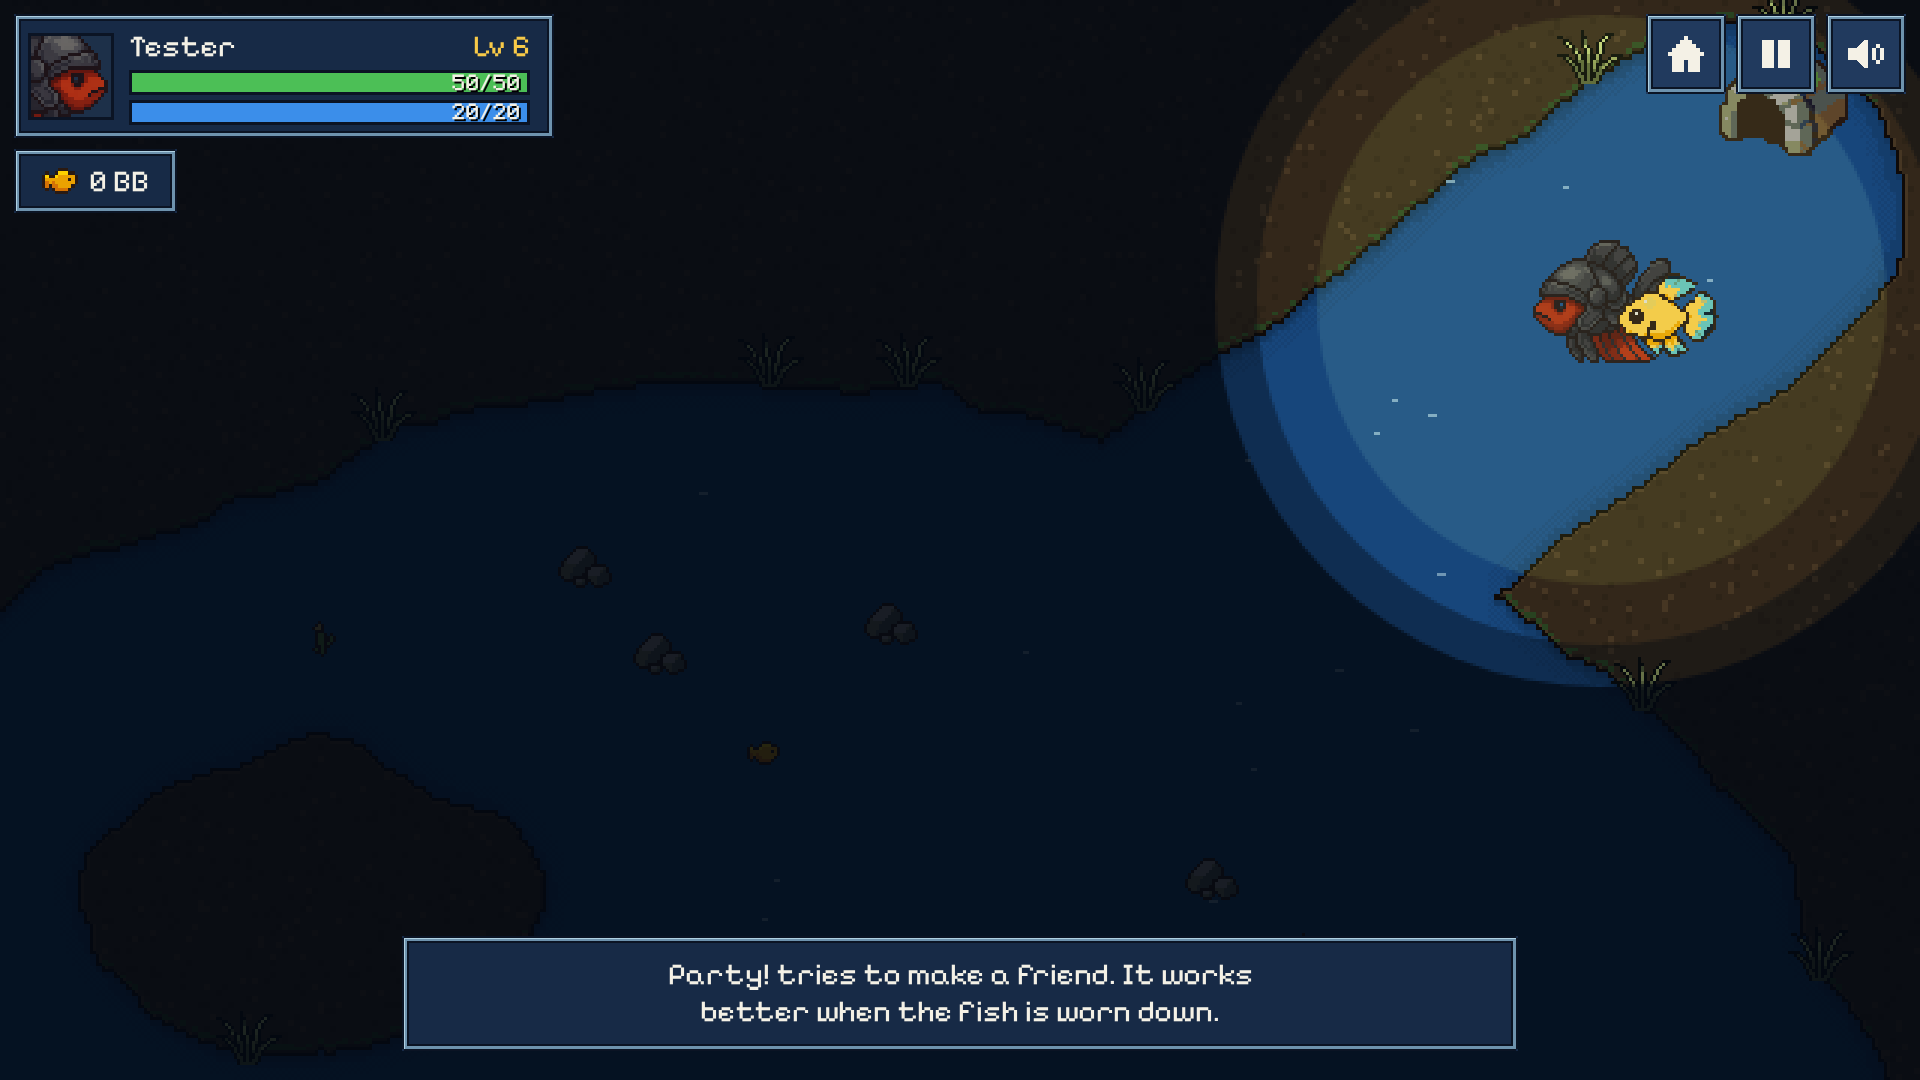 Tester
Lv 6
50/50
20/20
0 BB
Party! tries to make a friend. It works
better when the fish is worn down.